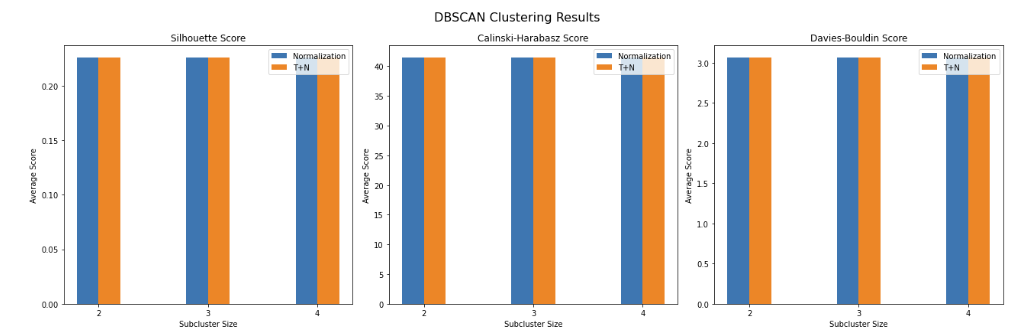 DBSCAN Clustering Results
Silhouette Score
Normalization
T+N
0.20
0.15
0.10
0.05
0.00
Average Score
2 3 4
Subcluster Size
Calinski-Harabasz Score
Normalization
T+N
40
35
30
25
20
15
10
5
0
Average Score
2 3 4
Subcluster Size
Davies-Bouldin Score
Normalization
T+N
3.0
2.5
2.0
1.5
1.0
0.5
0.0
Average Score
2 3 4
Subcluster Size